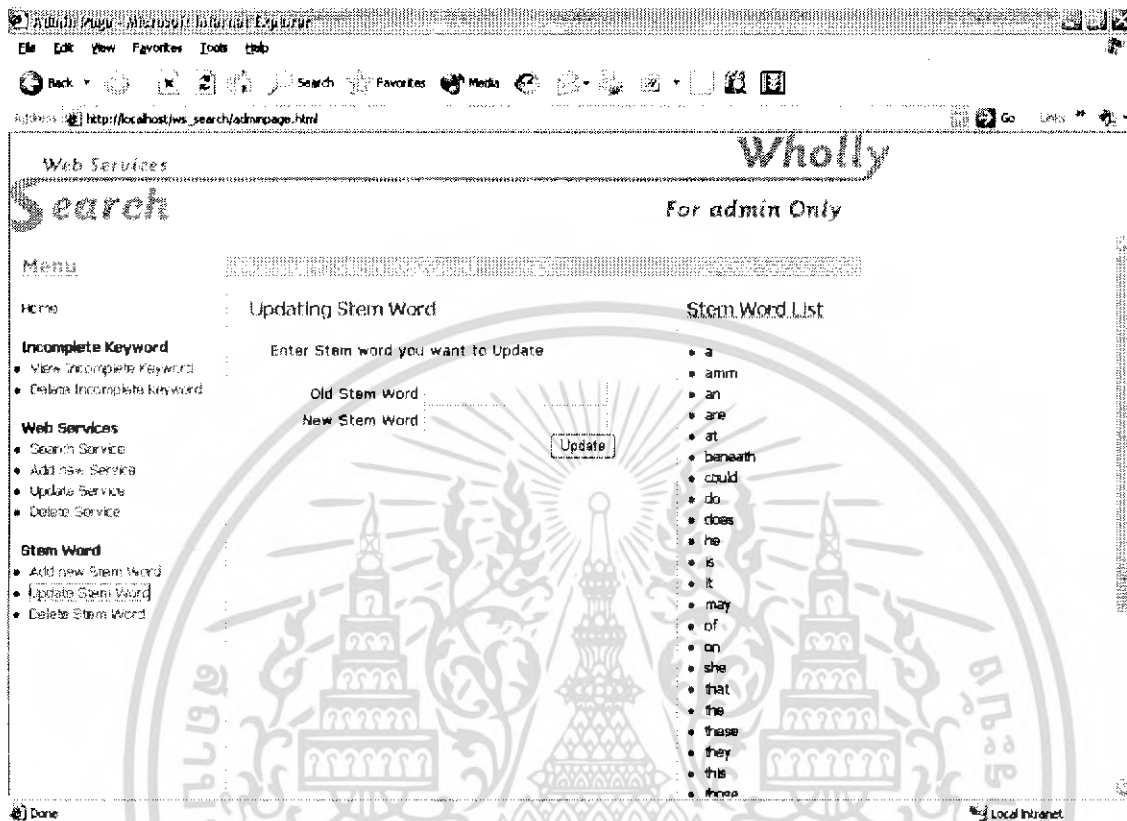 Admin Page - Microsoft Internet Explorer
File Edit View Favorites Tools Help
Back Search Favorites Media
Address http://localhost/ws_search/adminpage.html Go Links »
Web Services
Search
Wholly
For admin Only
Menu
Home
Incomplete Keyword
• View Incomplete Keyword
• Delete Incomplete Keyword
Web Services
• Search Service
• Add new Service
• Update Service
• Delete Service
Stem Word
• Add new Stem Word
• Update Stem Word
• Delete Stem Word
Updating Stem Word
Enter Stem word you want to Update
Old Stem Word
New Stem Word
Update
Stem Word List
• a
• amm
• an
• are
• at
• beneath
• could
• do
• does
• he
• is
• it
• may
• of
• on
• she
• that
• the
• these
• they
• this
Done
Local intranet